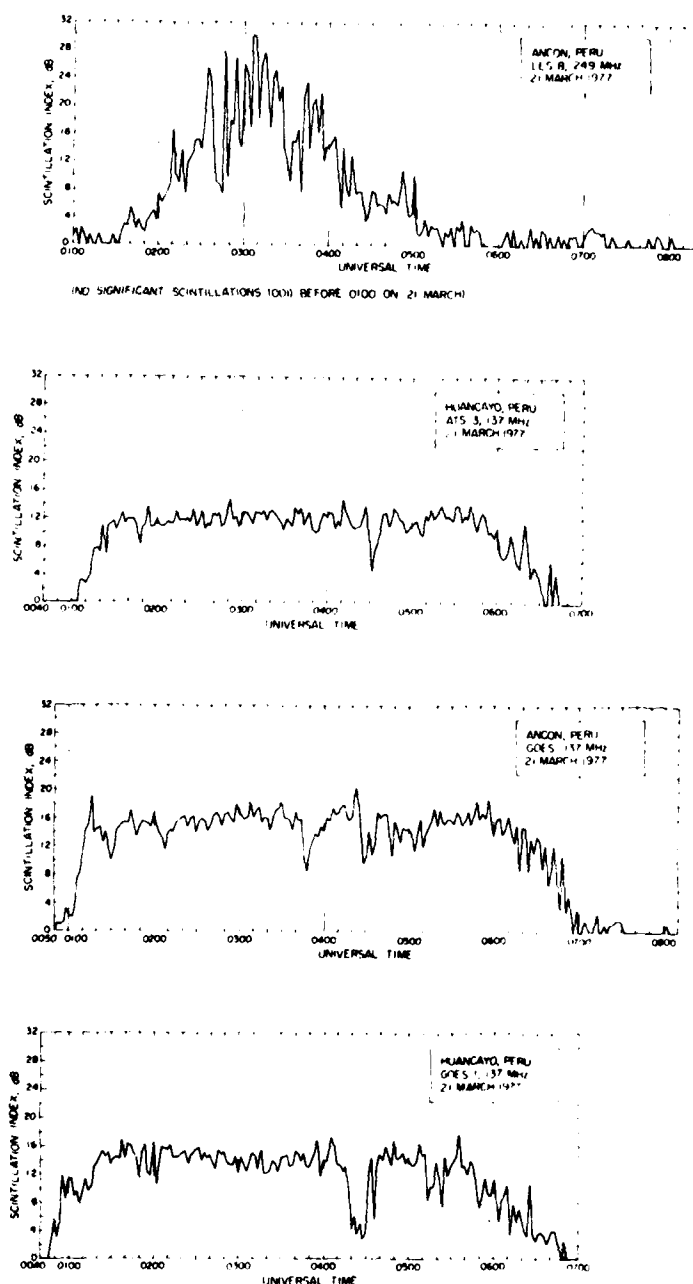 32
28
24
20
16
12
8
4
0
SCINTILLATION INDEX, dB
ANCON, PERU
LES 8, 249 MHz
21 MARCH 1977
0100 0200 0300 0400 0500 0600 0700 0800
UNIVERSAL TIME
(NO SIGNIFICANT SCINTILLATIONS BEFORE 0100 ON 21 MARCH)
32
28
24
20
16
12
8
4
0
SCINTILLATION INDEX, dB
HUANCAYO, PERU
ATS 3, 137 MHz
21 MARCH 1977
0040 0100 0200 0300 0400 0500 0600 0700
UNIVERSAL TIME
32
28
24
20
16
12
8
4
0
SCINTILLATION INDEX, dB
ANCON, PERU
GOES 137 MHz
21 MARCH 1977
0050 0100 0200 0300 0400 0500 0600 0700 0800
UNIVERSAL TIME
32
28
24
20
16
12
8
4
0
SCINTILLATION INDEX, dB
HUANCAYO, PERU
GOES 1, 137 MHz
21 MARCH 1977
0040 0100 0200 0300 0400 0500 0600 0700
UNIVERSAL TIME